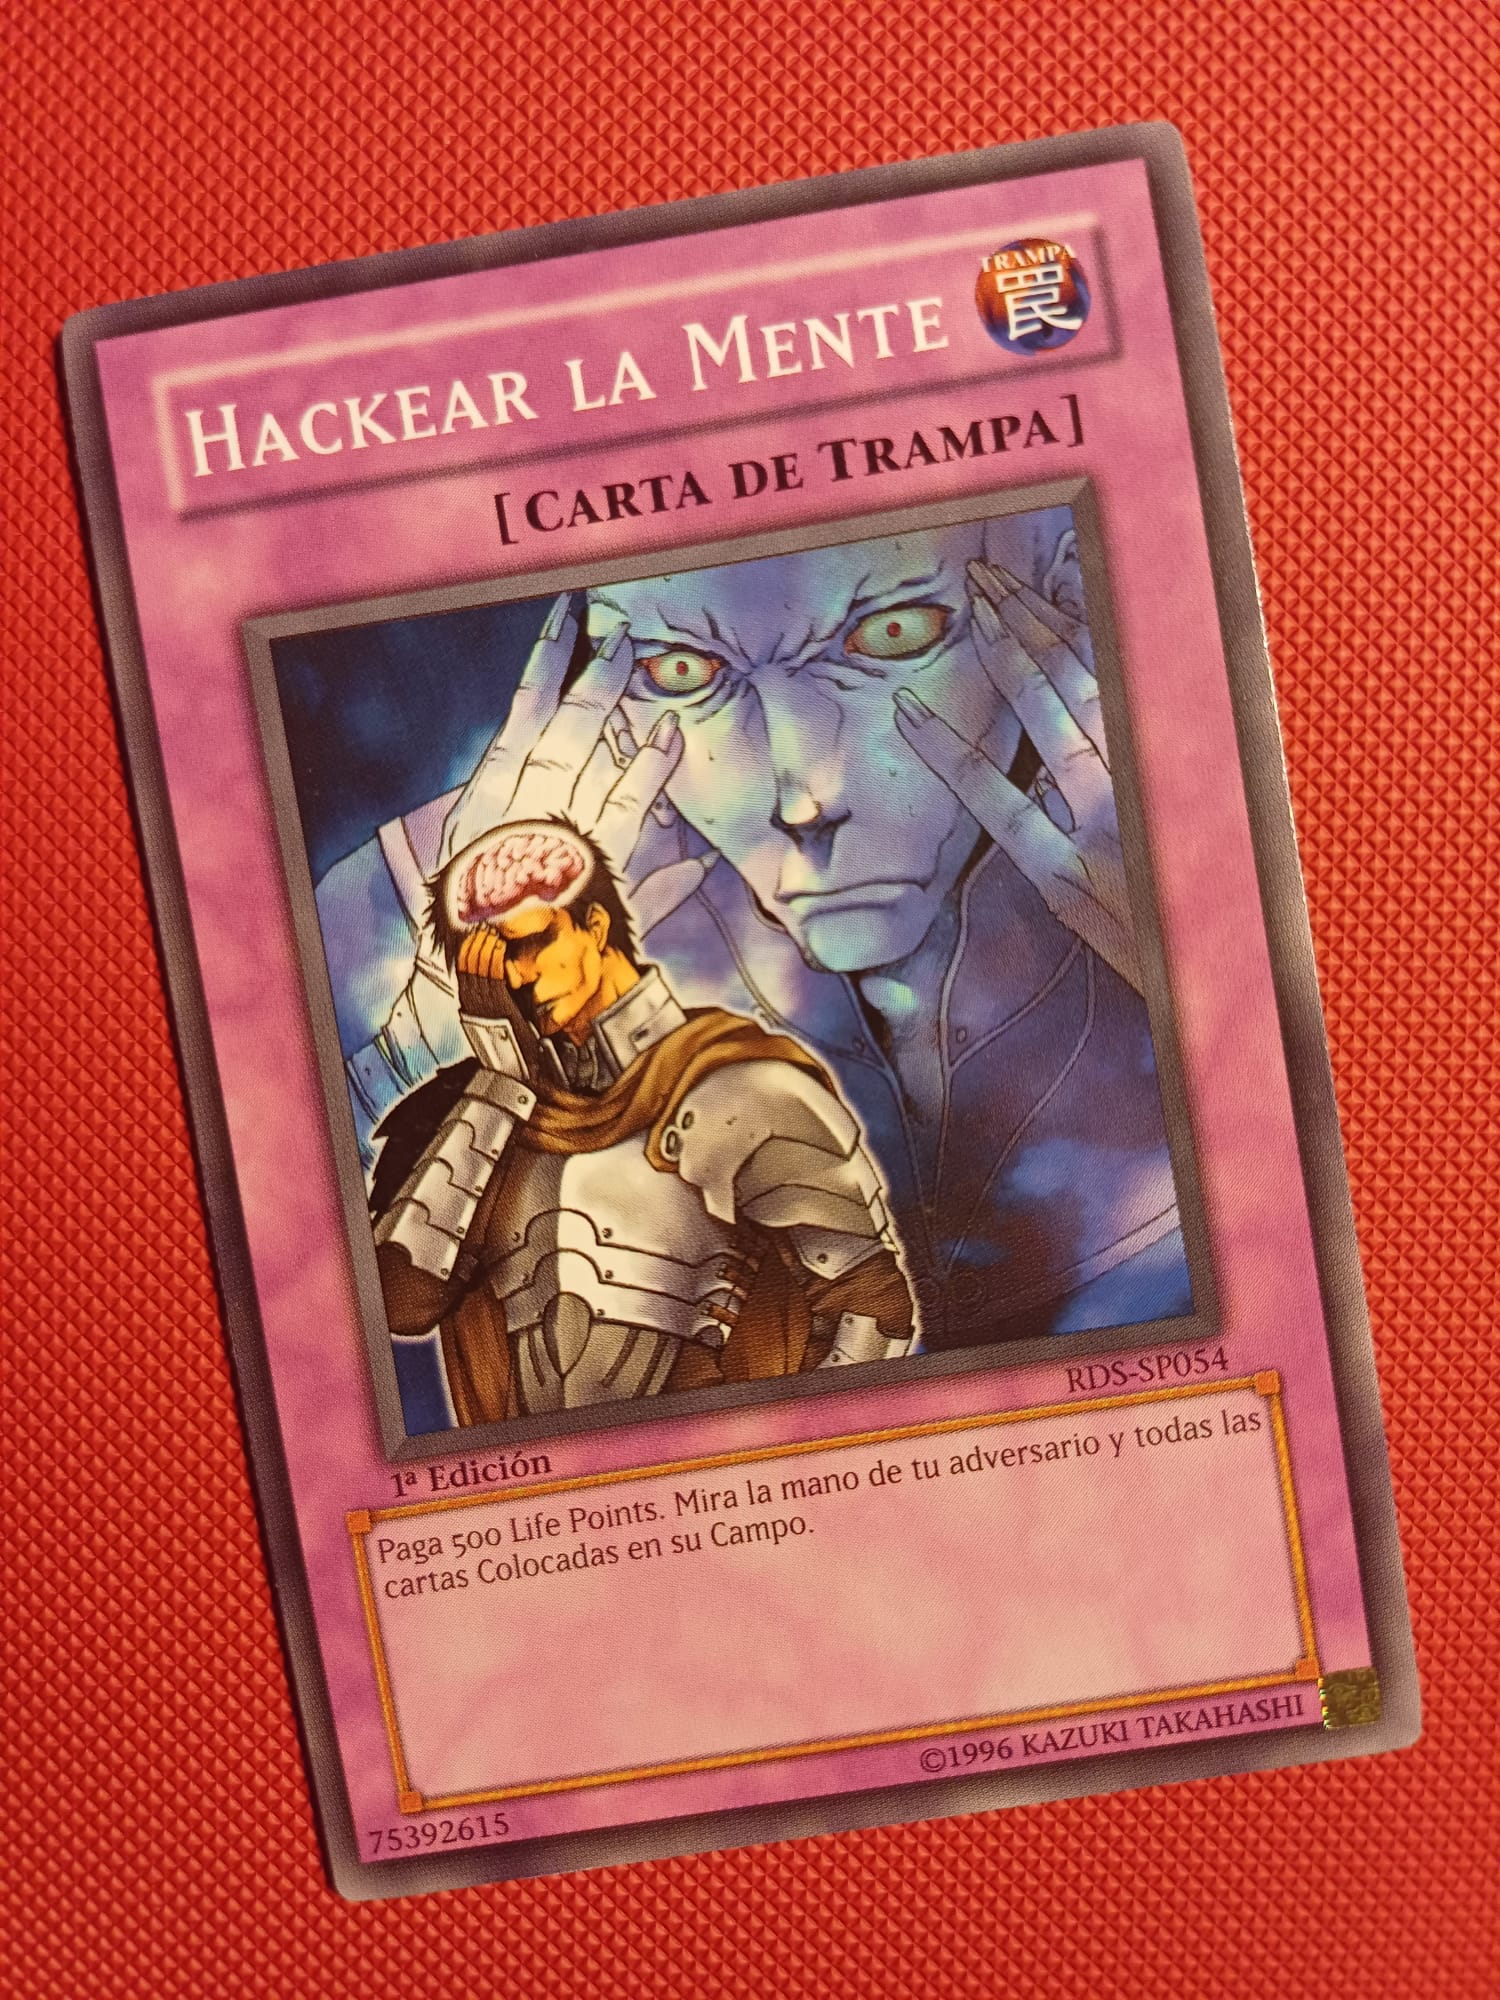 HACKEAR LA MENTE
TRAMPA
罠
[CARTA DE TRAMPA]
RDS-SP054
1ª Edición
Paga 500 Life Points. Mira la mano de tu adversario y todas las
cartas Colocadas en su Campo.
75392615
©1996 KAZUKI TAKAHASHI